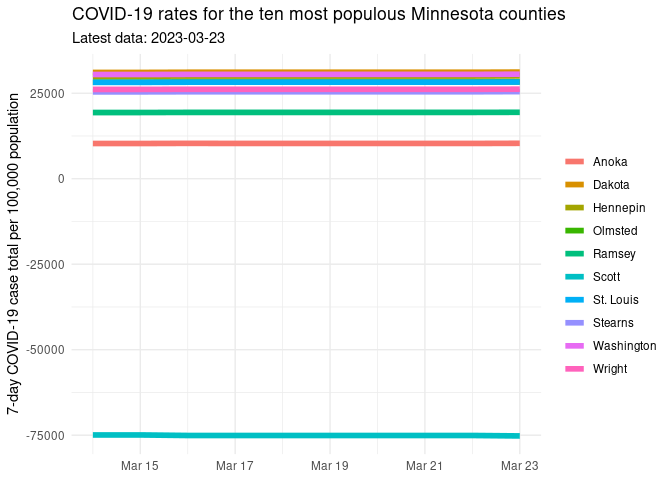 COVID-19 rates for the ten most populous Minnesota counties
Latest data: 2023-03-23
7-day COVID-19 case total per 100,000 population
25000
0
-25000
-50000
-75000
Mar 15
Mar 17
Mar 19
Mar 21
Mar 23
Anoka
Dakota
Hennepin
Olmsted
Ramsey
Scott
St. Louis
Stearns
Washington
Wright